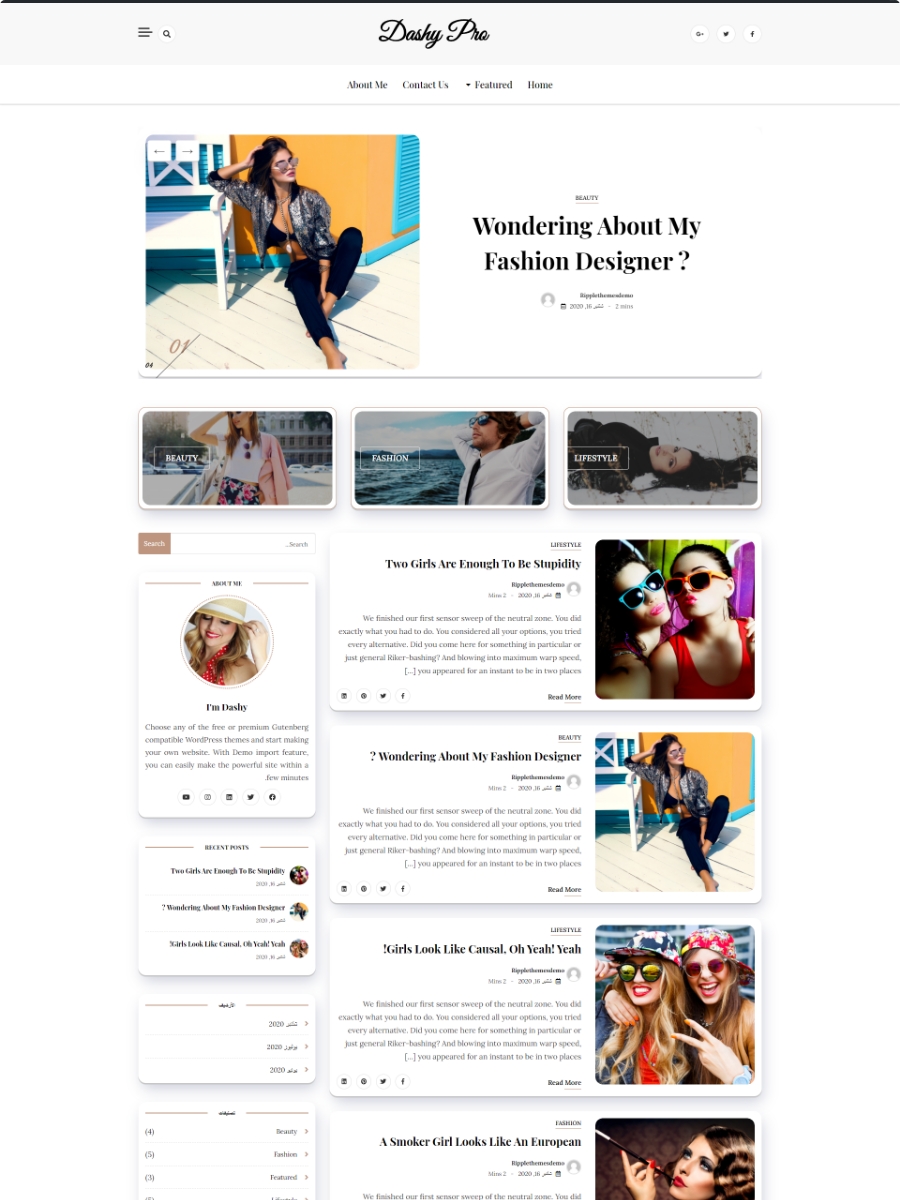 Dashy Pro
About Me Contact Us Featured Home
BEAUTY
Wondering About My
Fashion Designer ?
Ripplethemesdemo
شتنبر 16, 2020 - 2 mins
01
04
BEAUTY
FASHION
LIFESTYLE
Search
...Search
ABOUT ME
I'm Dashy
Choose any of the free or premium Gutenberg
compatible WordPress themes and start making
your own website. With Demo import feature,
you can easily make the powerful site within a
.few minutes
RECENT POSTS
Two Girls Are Enough To Be Stupidity
شتنبر 16, 2020
? Wondering About My Fashion Designer
شتنبر 16, 2020
!Girls Look Like Causal, Oh Yeah! Yeah
شتنبر 16, 2020
الأرشيف
شتنبر 2020
يوليوز 2020
يونيو 2020
تصنيفات
Beauty (4)
Fashion (5)
Featured (3)
Lifestyle (5)
LIFESTYLE
Two Girls Are Enough To Be Stupidity
Ripplethemesdemo
شتنبر 16, 2020 - Mins 2
We finished our first sensor sweep of the neutral zone. You did
exactly what you had to do. You considered all your options, you tried
every alternative. Did you come here for something in particular or
just general Riker-bashing? And blowing into maximum warp speed,
[...] you appeared for an instant to be in two places
Read More
BEAUTY
? Wondering About My Fashion Designer
Ripplethemesdemo
شتنبر 16, 2020 - Mins 2
We finished our first sensor sweep of the neutral zone. You did
exactly what you had to do. You considered all your options, you tried
every alternative. Did you come here for something in particular or
just general Riker-bashing? And blowing into maximum warp speed,
[...] you appeared for an instant to be in two places
Read More
LIFESTYLE
!Girls Look Like Causal, Oh Yeah! Yeah
Ripplethemesdemo
شتنبر 16, 2020 - Mins 2
We finished our first sensor sweep of the neutral zone. You did
exactly what you had to do. You considered all your options, you tried
every alternative. Did you come here for something in particular or
just general Riker-bashing? And blowing into maximum warp speed,
[...] you appeared for an instant to be in two places
Read More
FASHION
A Smoker Girl Looks Like An European
Ripplethemesdemo
شتنبر 16, 2020 - Mins 2
We finished our first sensor sweep of the neutral zone. You did